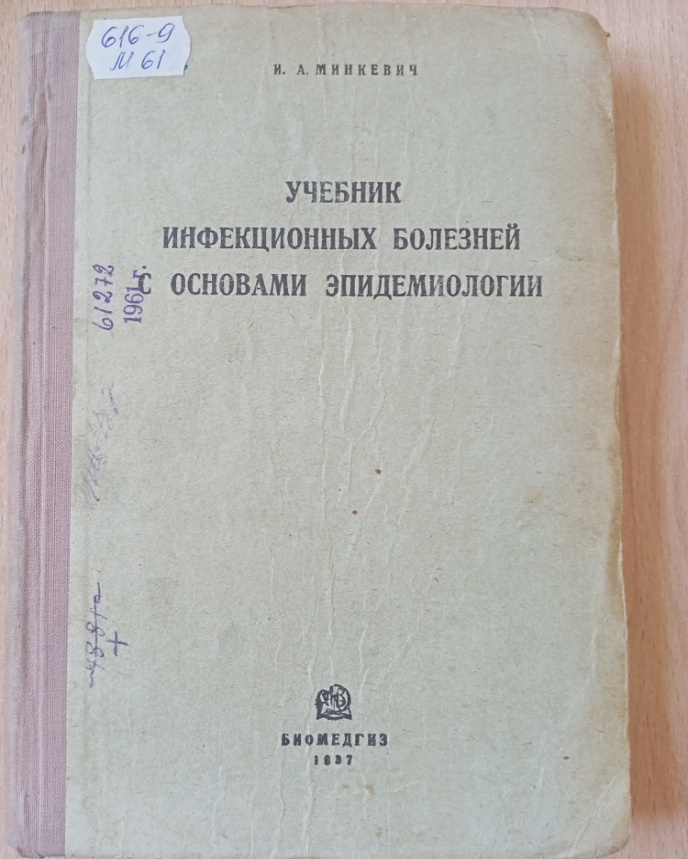 616-9
М 61
И. А. МИНКЕВИЧ
УЧЕБНИК
ИНФЕКЦИОННЫХ БОЛЕЗНЕЙ
С ОСНОВАМИ ЭПИДЕМИОЛОГИИ
61272
1961 г.
БИОМЕДГИЗ
1937